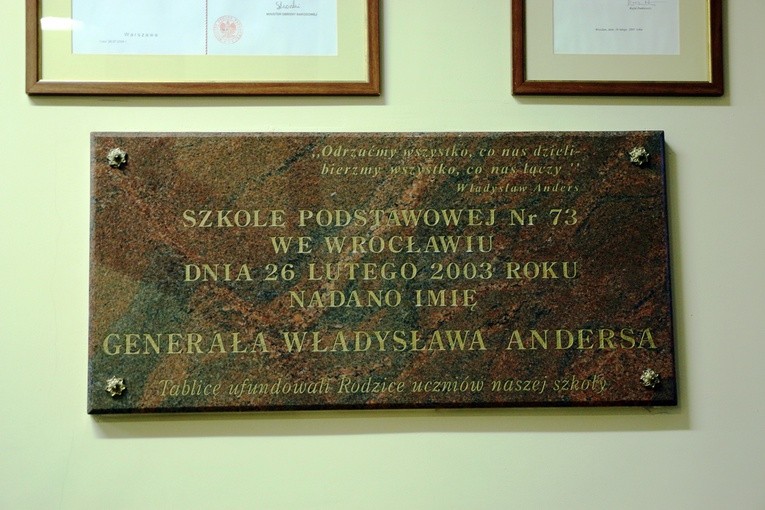 Warszawa
„Odrzućmy wszystko, co nas dzieli-
bierzmy wszystko, co nas łączy”
Władysław Anders
SZKOLE PODSTAWOWEJ Nr 73
WE WROCŁAWIU
DNIA 26 LUTEGO 2003 ROKU
NADANO IMIĘ
GENERAŁA WŁADYSŁAWA ANDERSA
Tablicę ufundowali Rodzice uczniów naszej szkoły